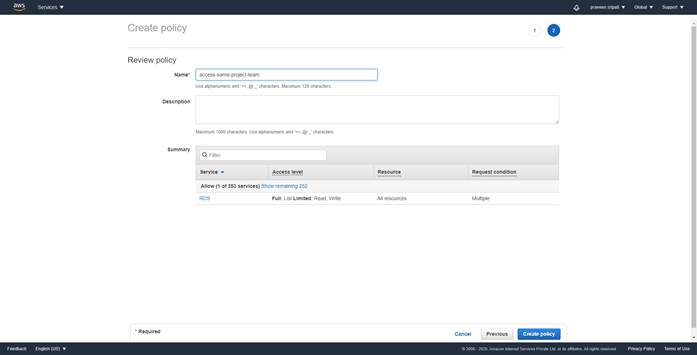 aws Services praveen sripati Global Support
Create policy 1 2
Review policy
Name* access-same-project-team
Use alphanumeric and '+=,.@-_' characters. Maximum 128 characters.
Description
Maximum 1000 characters. Use alphanumeric and '+=,.@-_' characters.
Summary Filter
Service Access level Resource Request condition
Allow (1 of 253 services) Show remaining 252
RDS Full: List Limited: Read, Write All resources Multiple
* Required Cancel Previous Create policy
Feedback English (US) © 2008 - 2020, Amazon Internet Services Private Ltd. or its affiliates. All rights reserved. Privacy Policy Terms of Use